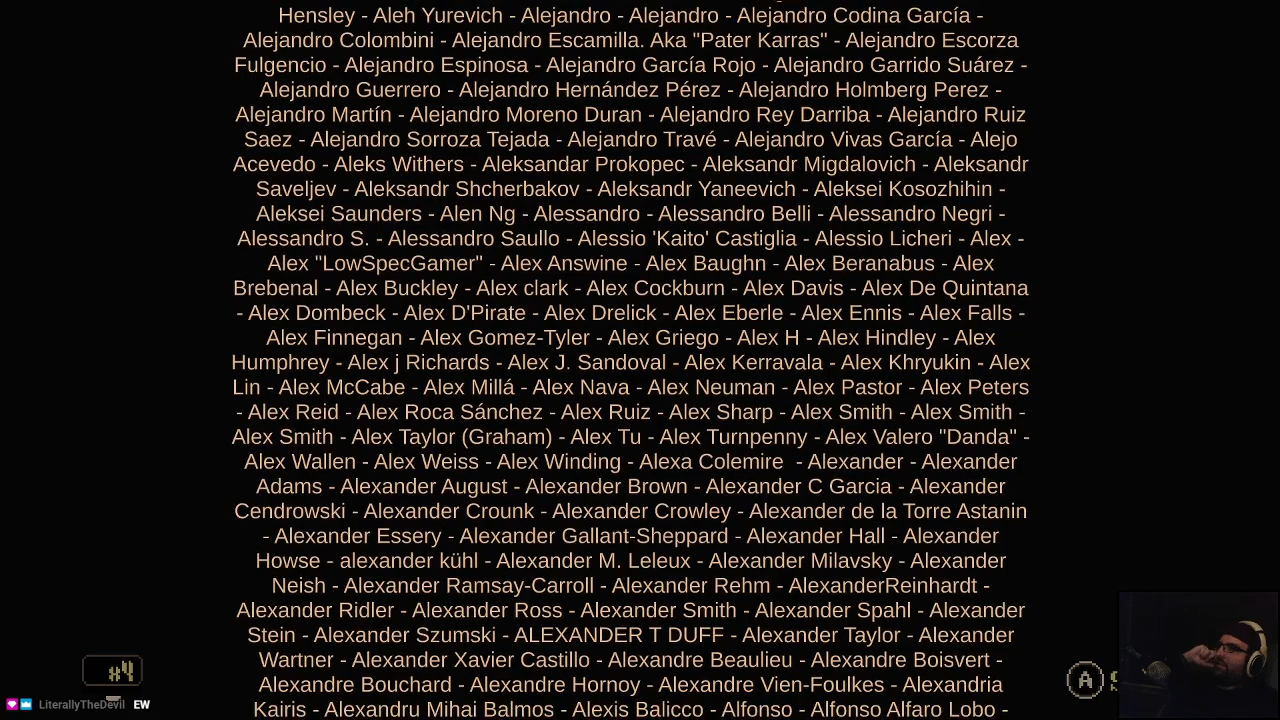 Hensley - Aleh Yurevich - Alejandro - Alejandro - Alejandro Codina García -
Alejandro Colombini - Alejandro Escamilla. Aka "Pater Karras" - Alejandro Escorza
Fulgencio - Alejandro Espinosa - Alejandro García Rojo - Alejandro Garrido Suárez -
Alejandro Guerrero - Alejandro Hernández Pérez - Alejandro Holmberg Perez -
Alejandro Martín - Alejandro Moreno Duran - Alejandro Rey Darriba - Alejandro Ruiz
Saez - Alejandro Sorroza Tejada - Alejandro Travé - Alejandro Vivas García - Alejo
Acevedo - Aleks Withers - Aleksandar Prokopec - Aleksandr Migdalovich - Aleksandr
Saveljev - Aleksandr Shcherbakov - Aleksandr Yaneevich - Aleksei Kosozhihin -
Aleksei Saunders - Alen Ng - Alessandro - Alessandro Belli - Alessandro Negri -
Alessandro S. - Alessandro Saullo - Alessio 'Kaito' Castiglia - Alessio Licheri - Alex -
Alex "LowSpecGamer" - Alex Answine - Alex Baughn - Alex Beranabus - Alex
Brebenal - Alex Buckley - Alex clark - Alex Cockburn - Alex Davis - Alex De Quintana
- Alex Dombeck - Alex D'Pirate - Alex Drelick - Alex Eberle - Alex Ennis - Alex Falls -
Alex Finnegan - Alex Gomez-Tyler - Alex Griego - Alex H - Alex Hindley - Alex
Humphrey - Alex j Richards - Alex J. Sandoval - Alex Kerravala - Alex Khryukin - Alex
Lin - Alex McCabe - Alex Millá - Alex Nava - Alex Neuman - Alex Pastor - Alex Peters
- Alex Reid - Alex Roca Sánchez - Alex Ruiz - Alex Sharp - Alex Smith - Alex Smith -
Alex Smith - Alex Taylor (Graham) - Alex Tu - Alex Turnpenny - Alex Valero "Danda" -
Alex Wallen - Alex Weiss - Alex Winding - Alexa Colemire - Alexander - Alexander
Adams - Alexander August - Alexander Brown - Alexander C Garcia - Alexander
Cendrowski - Alexander Crounk - Alexander Crowley - Alexander de la Torre Astanin
- Alexander Essery - Alexander Gallant-Sheppard - Alexander Hall - Alexander
Howse - alexander kühl - Alexander M. Leleux - Alexander Milavsky - Alexander
Neish - Alexander Ramsay-Carroll - Alexander Rehm - AlexanderReinhardt -
Alexander Ridler - Alexander Ross - Alexander Smith - Alexander Spahl - Alexander
Stein - Alexander Szumski - ALEXANDER T DUFF - Alexander Taylor - Alexander
Wartner - Alexander Xavier Castillo - Alexandre Beaulieu - Alexandre Boisvert -
Alexandre Bouchard - Alexandre Hornoy - Alexandre Vien-Foulkes - Alexandria
Kairis - Alexandru Mihai Balmos - Alexis Balicco - Alfonso - Alfonso Alfaro Lobo -
x4
A
LiterallyTheDevil EW